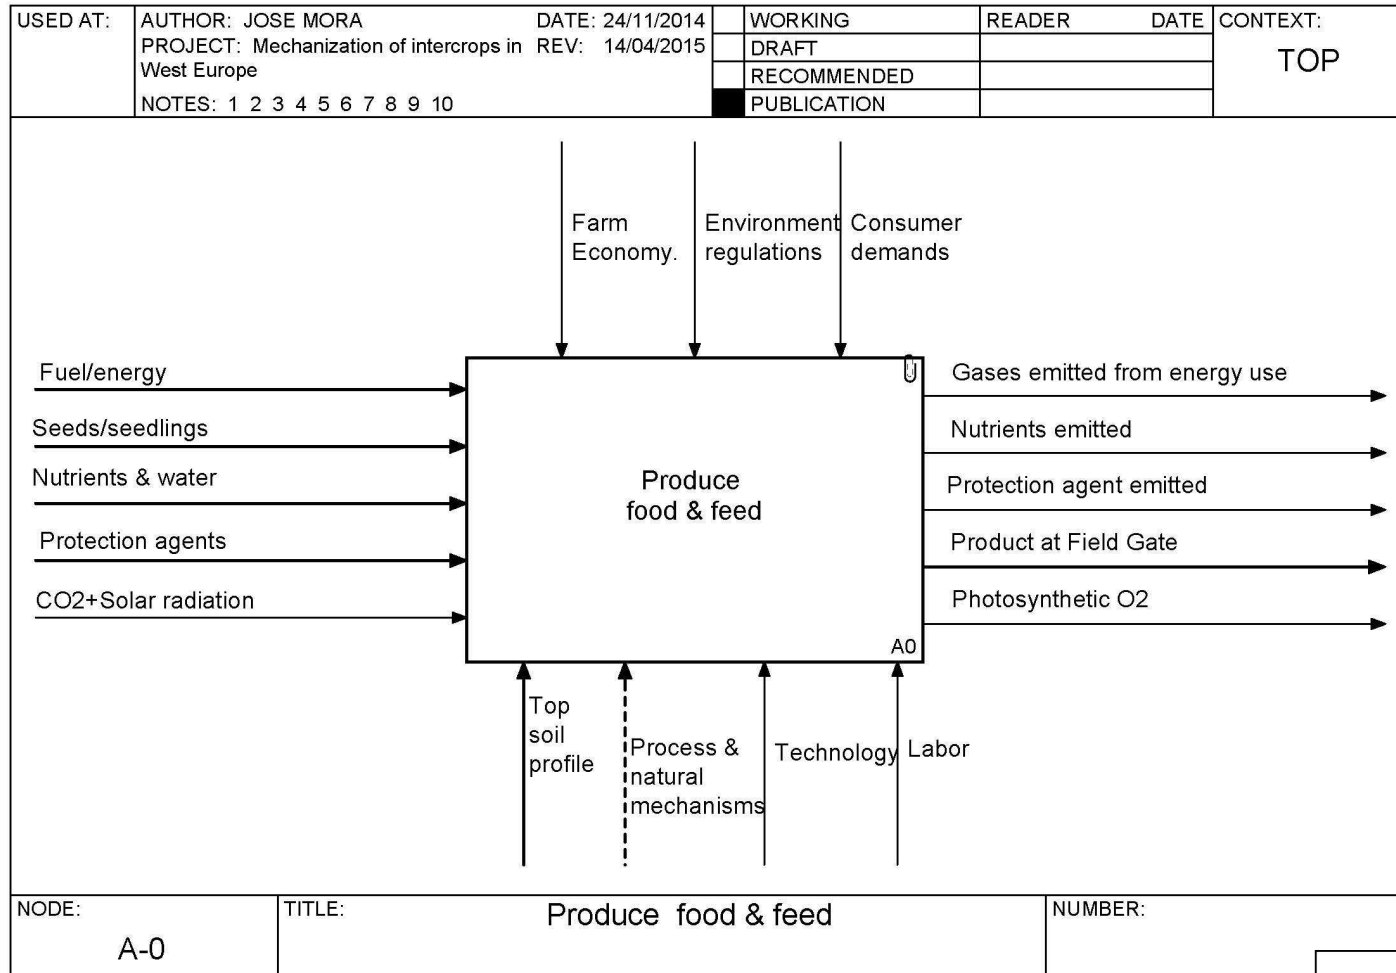 USED AT:
AUTHOR: JOSE MORA
DATE: 24/11/2014
PROJECT: Mechanization of intercrops in
REV: 14/04/2015
West Europe
NOTES: 1 2 3 4 5 6 7 8 9 10
WORKING
DRAFT
RECOMMENDED
PUBLICATION
READER
DATE
CONTEXT:
TOP
Farm
Economy.
Environment
regulations
Consumer
demands
Fuel/energy
Seeds/seedlings
Nutrients & water
Protection agents
CO2+Solar radiation
Produce
food & feed
A0
Gases emitted from energy use
Nutrients emitted
Protection agent emitted
Product at Field Gate
Photosynthetic O2
Top
soil
profile
Process &
natural
mechanisms
Technology
Labor
NODE:
A-0
TITLE:
Produce food & feed
NUMBER: